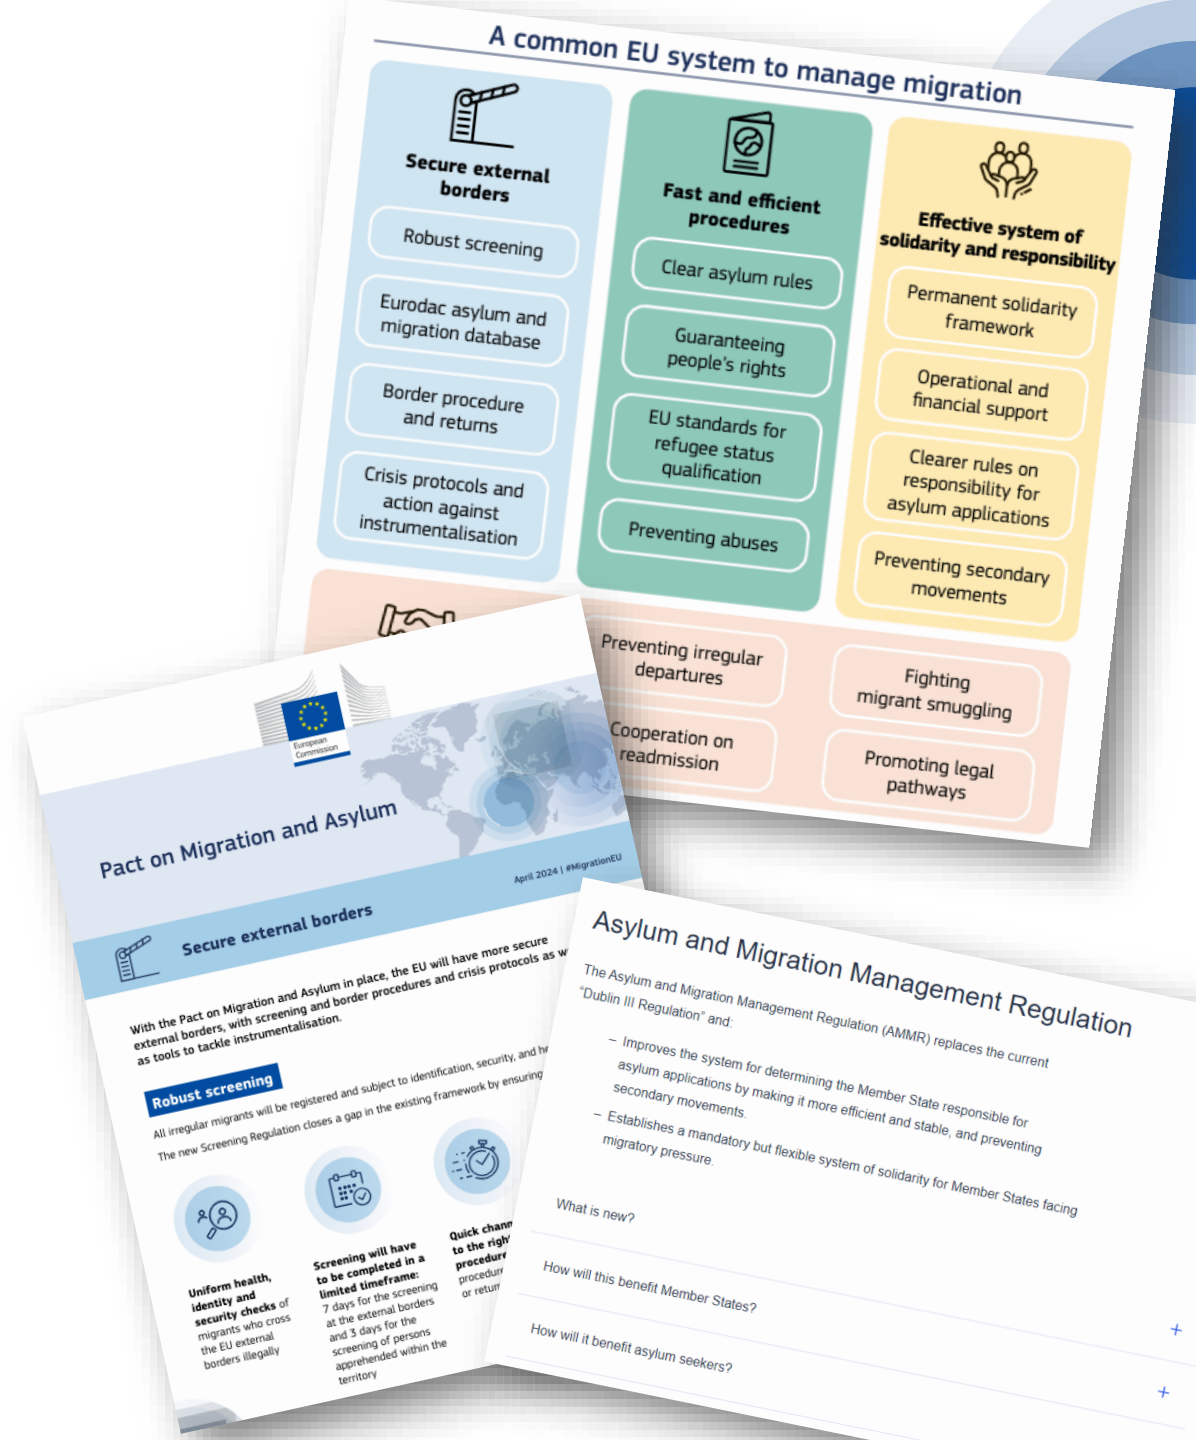 A common EU system to manage migration
Secure external
borders
Robust screening
Eurodac asylum and
migration database
Border procedure
and returns
Crisis protocols and
action against
instrumentalisation
Fast and efficient
procedures
Clear asylum rules
Guaranteeing
people's rights
EU standards for
refugee status
qualification
Preventing abuses
Effective system of
solidarity and responsibility
Permanent solidarity
framework
Operational and
financial support
Clearer rules on
responsibility for
asylum applications
Preventing secondary
movements
Preventing irregular
departures
Fighting
migrant smuggling
Cooperation on
readmission
Promoting legal
pathways
European
Commission
Pact on Migration and Asylum
April 2024 | #MigrationEU
Secure external borders
With the Pact on Migration and Asylum in place, the EU will have more secure
external borders, with screening and border procedures and crisis protocols as
as tools to tackle instrumentalisation.
Robust screening
All irregular migrants will be registered and subject to identification, security, and
The new Screening Regulation closes a gap in the existing framework by ensuring
Uniform health,
identity and
security checks of
migrants who cross
the EU external
borders illegally
Screening will have
to be completed in a
limited timeframe:
7 days for the screening
at the external borders
and 3 days for the
screening of persons
apprehended within the
territory
Quick
to the
or
Asylum and Migration Management Regulation
The Asylum and Migration Management Regulation (AMMR) replaces the current
“Dublin III Regulation” and:
– Improves the system for determining the Member State responsible for
asylum applications by making it more efficient and stable, and preventing
secondary movements.
– Establishes a mandatory but flexible system of solidarity for Member States facing
migratory pressure.
What is new?
How will this benefit Member States?
+
How will it benefit asylum seekers?
+